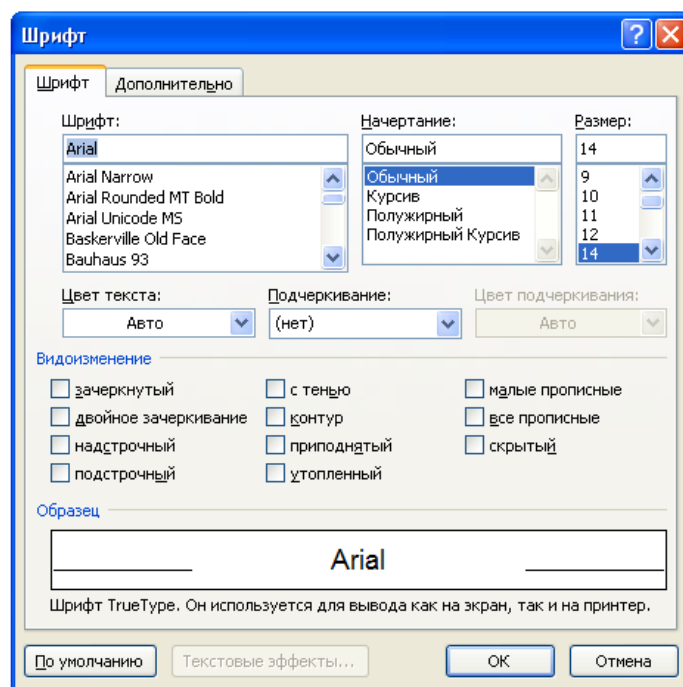 Шрифт
Шрифт Дополнительно
Шрифт: Начертание: Размер:
Arial Обычный 14
Arial Narrow Обычный 9
Arial Rounded MT Bold Курсив 10
Arial Unicode MS Полужирный 11
Baskerville Old Face Полужирный Курсив 12
Bauhaus 93 14
Цвет текста: Подчеркивание: Цвет подчеркивания:
Авто (нет) Авто
Видоизменение
зачеркнутый с тенью малые прописные
двойное зачеркивание контур все прописные
надстрочный приподнятый скрытый
подстрочный утопленный
Образец
Arial
Шрифт TrueType. Он используется для вывода как на экран, так и на принтер.
По умолчанию Текстовые эффекты... ОК Отмена